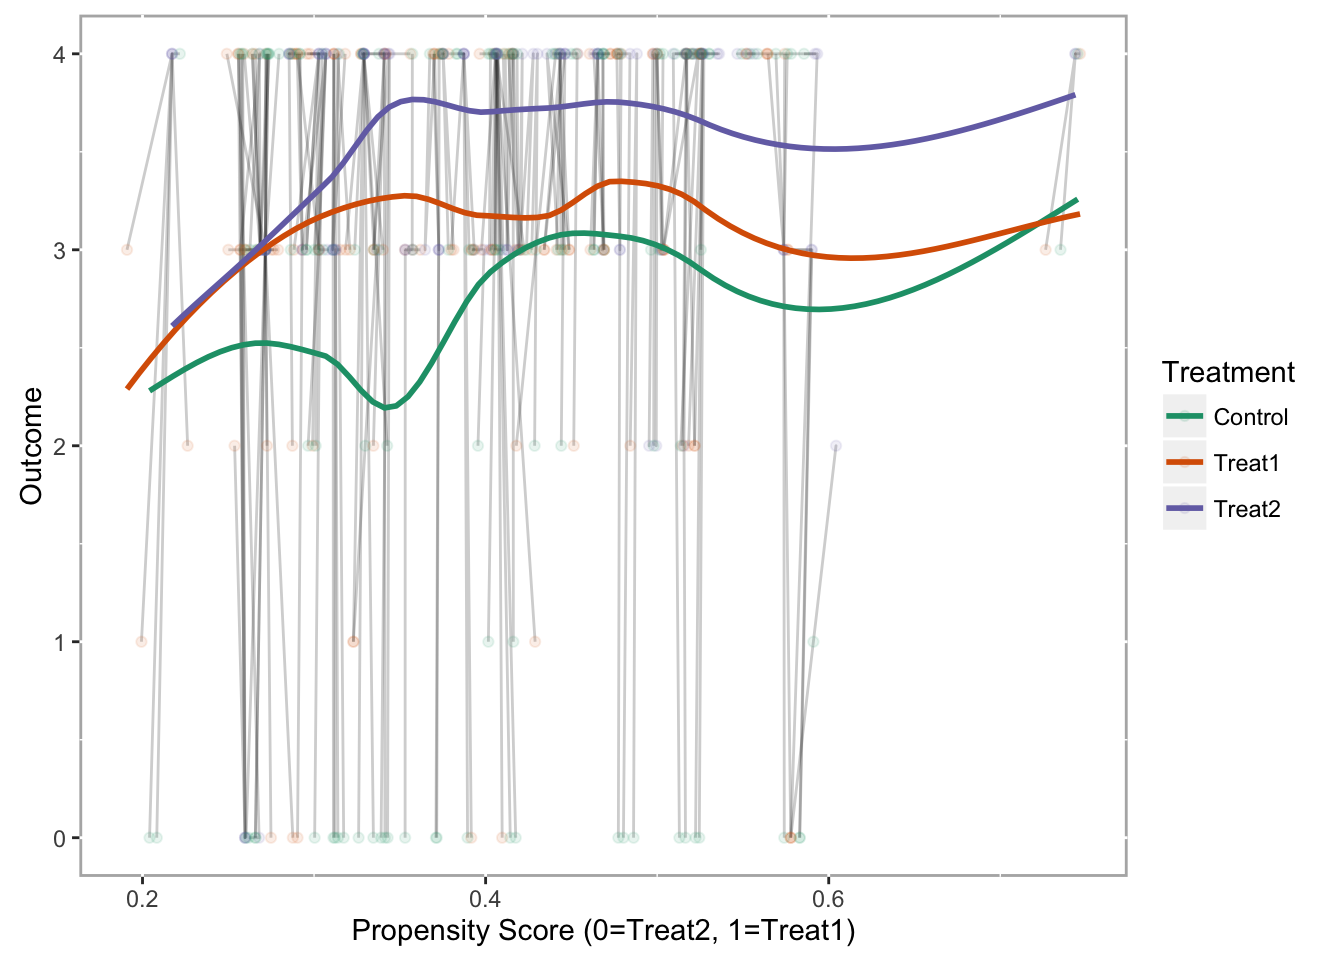 4
3
2
1
0
Outcome
0.2
0.4
0.6
Propensity Score (0=Treat2, 1=Treat1)
Treatment
Control
Treat1
Treat2